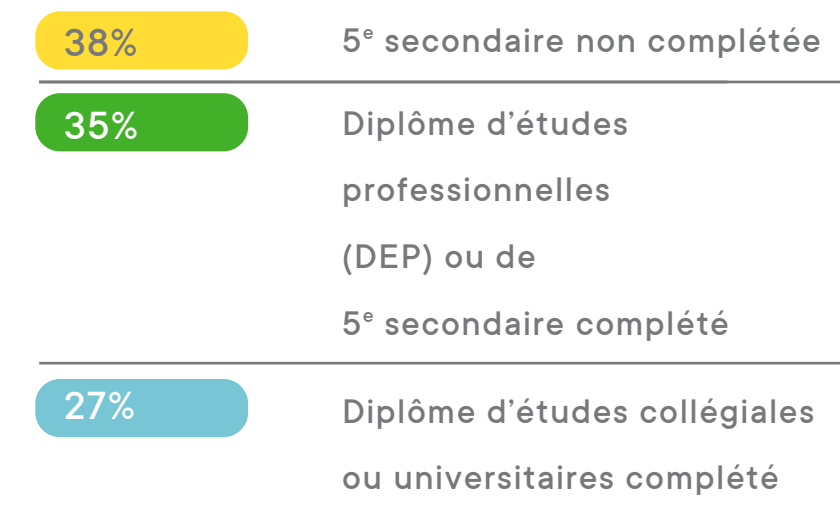 38% 5e secondaire non complétée
35% Diplôme d’études
professionnelles
(DEP) ou de
5e secondaire complété
27% Diplôme d’études collégiales
ou universitaires complété